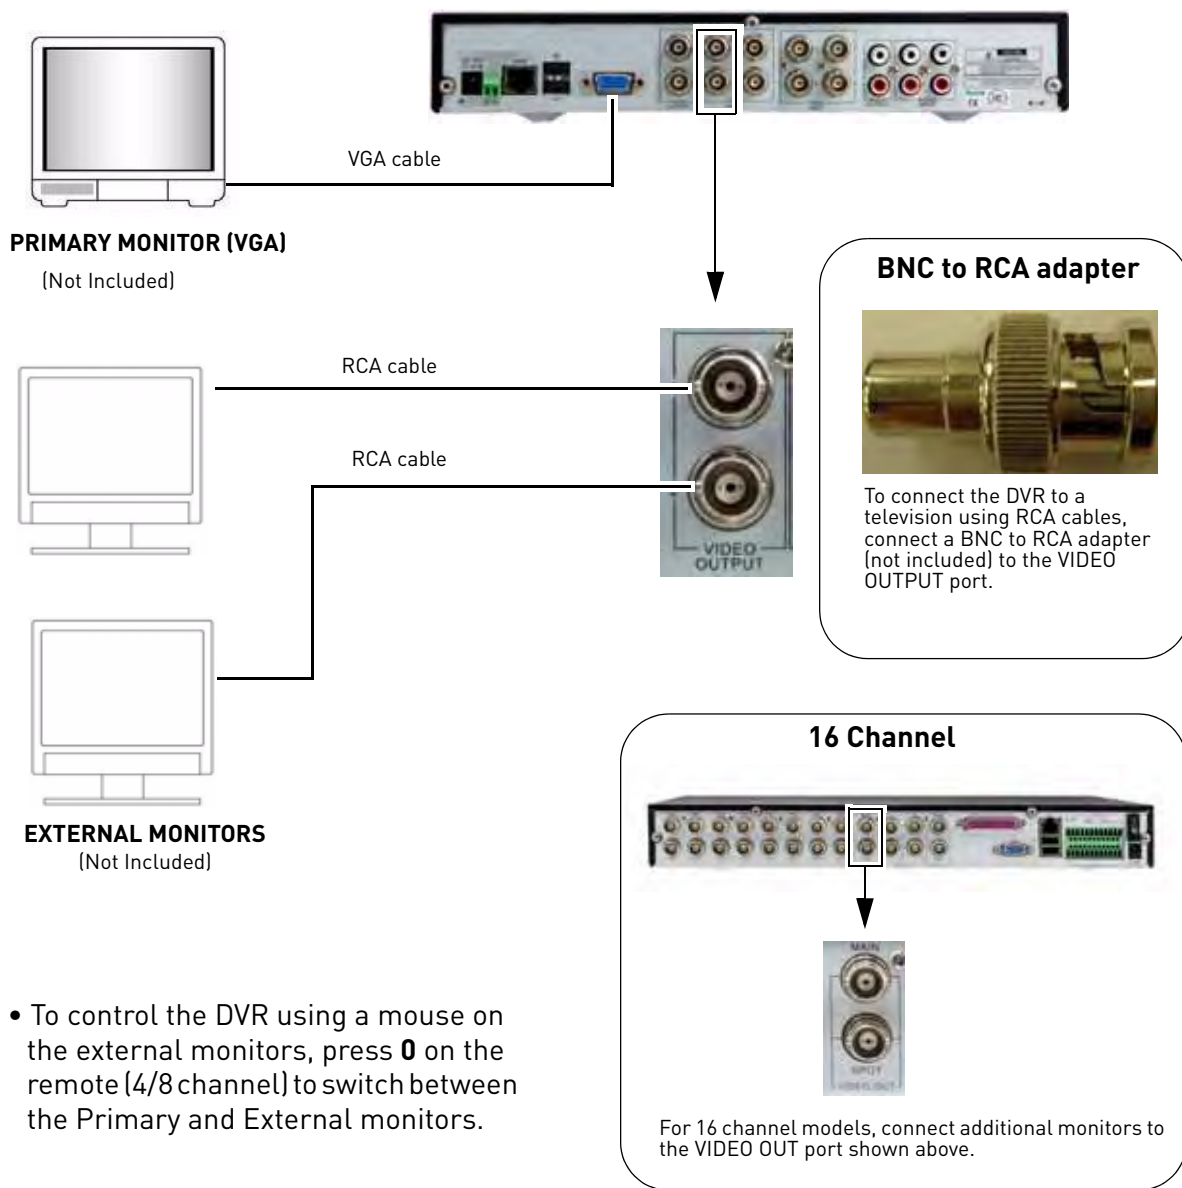 VGA cable
PRIMARY MONITOR (VGA)
(Not Included)
RCA cable
RCA cable
VIDEO
OUTPUT
EXTERNAL MONITORS
(Not Included)
BNC to RCA adapter
To connect the DVR to a
television using RCA cables,
connect a BNC to RCA adapter
(not included) to the VIDEO
OUTPUT port.
16 Channel
MAIN
SPOT
VIDEO OUT
For 16 channel models, connect additional monitors to
the VIDEO OUT port shown above.
• To control the DVR using a mouse on
the external monitors, press 0 on the
remote (4/8 channel) to switch between
the Primary and External monitors.